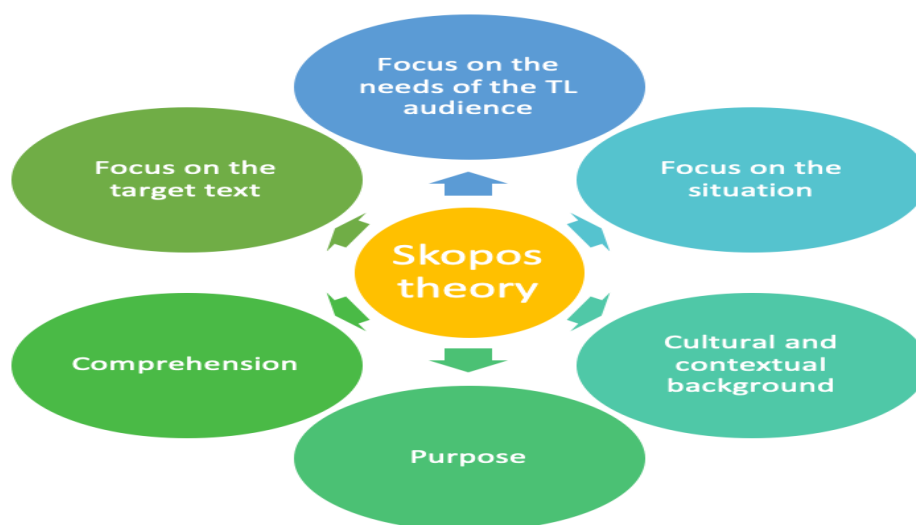 Focus on the
needs of the TL
audience
Focus on the
target text
Focus on the
situation
Skopos
theory
Comprehension
Cultural and
contextual
background
Purpose